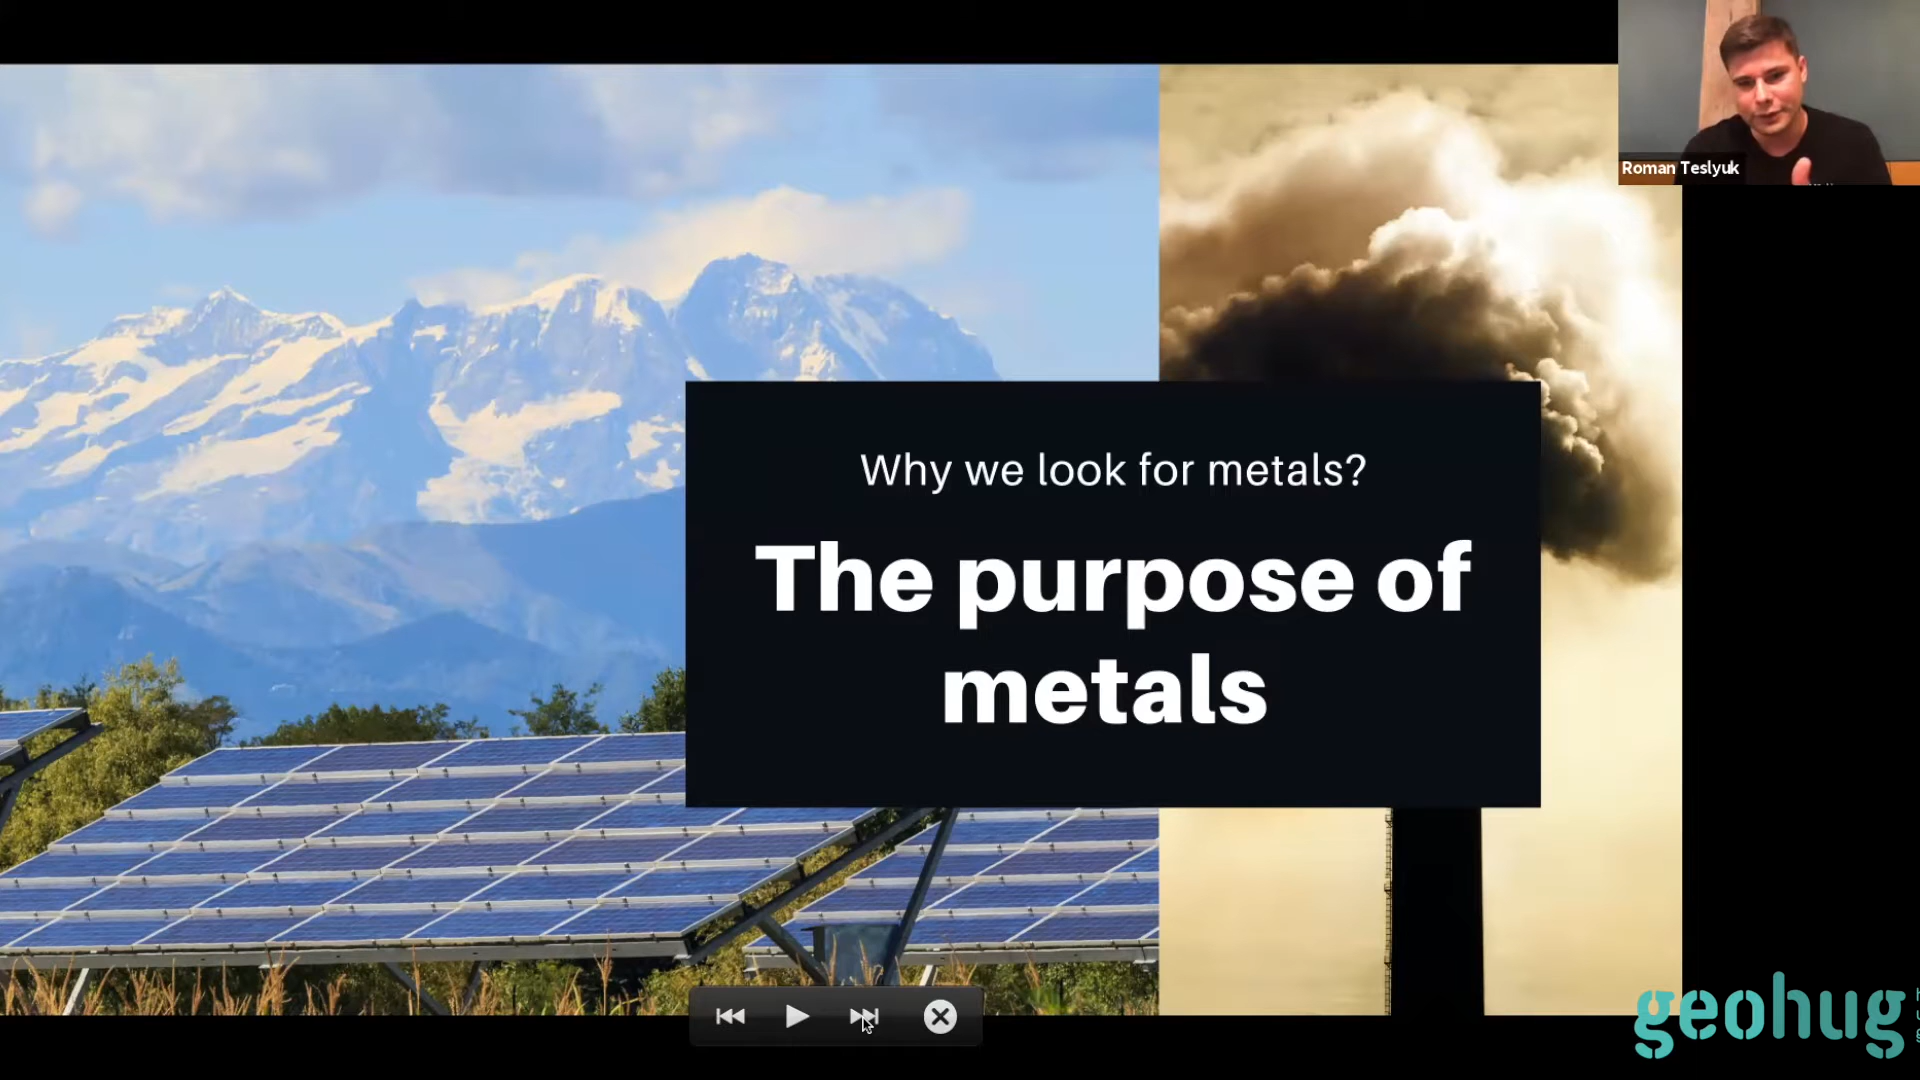 Roman Teslyuk
Why we look for metals?
The purpose of
metals
geohug